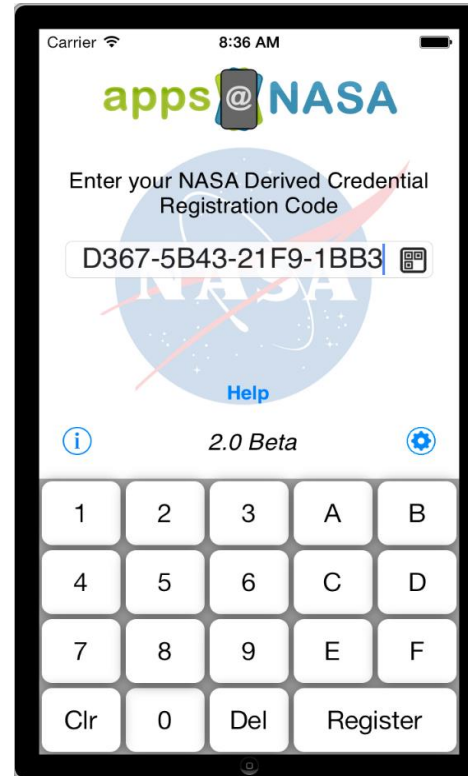 Carrier 8:36 AM
apps@NASA
Enter your NASA Derived Credential
Registration Code
D367-5B43-21F9-1BB3
NASA
Help
i 2.0 Beta
1 2 3 A B
4 5 6 C D
7 8 9 E F
Clr 0 Del Register